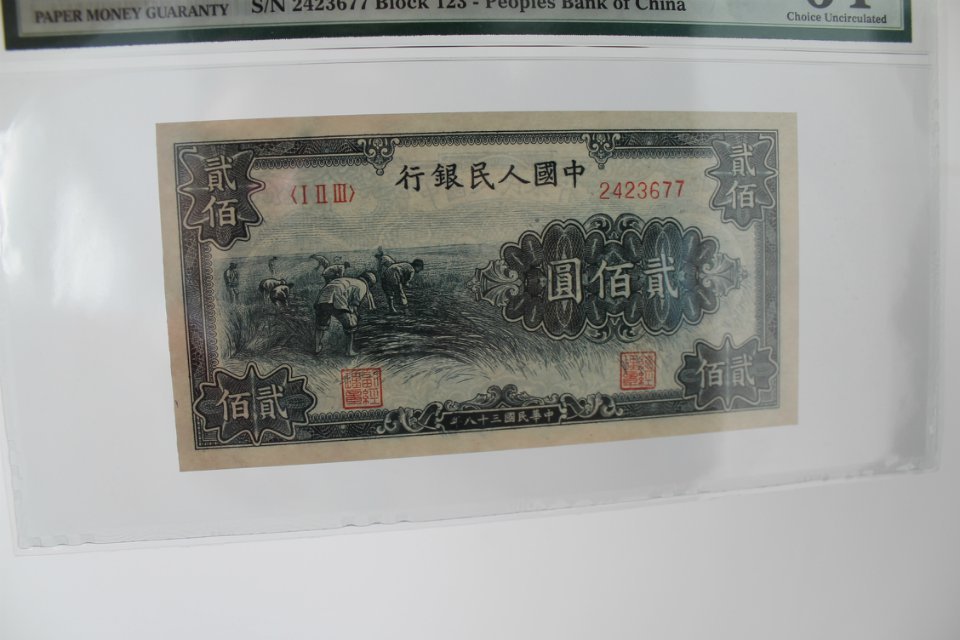 PAPER MONEY GUARANTY
S/N 2423677 Block 123 - Peoples Bank of China
64
Choice Uncirculated
貳佰
行銀民人國中
貳佰
〈I II III〉
2423677
圓佰貳
佰貳
佰貳
年八十三國民華中